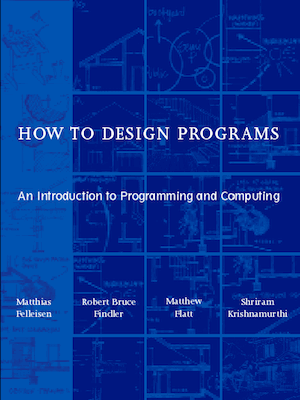 HOW TO DESIGN PROGRAMS
An Introduction to Programming and Computing
Matthias Felleisen
Robert Bruce Findler
Matthew Flatt
Shriram Krishnamurthi